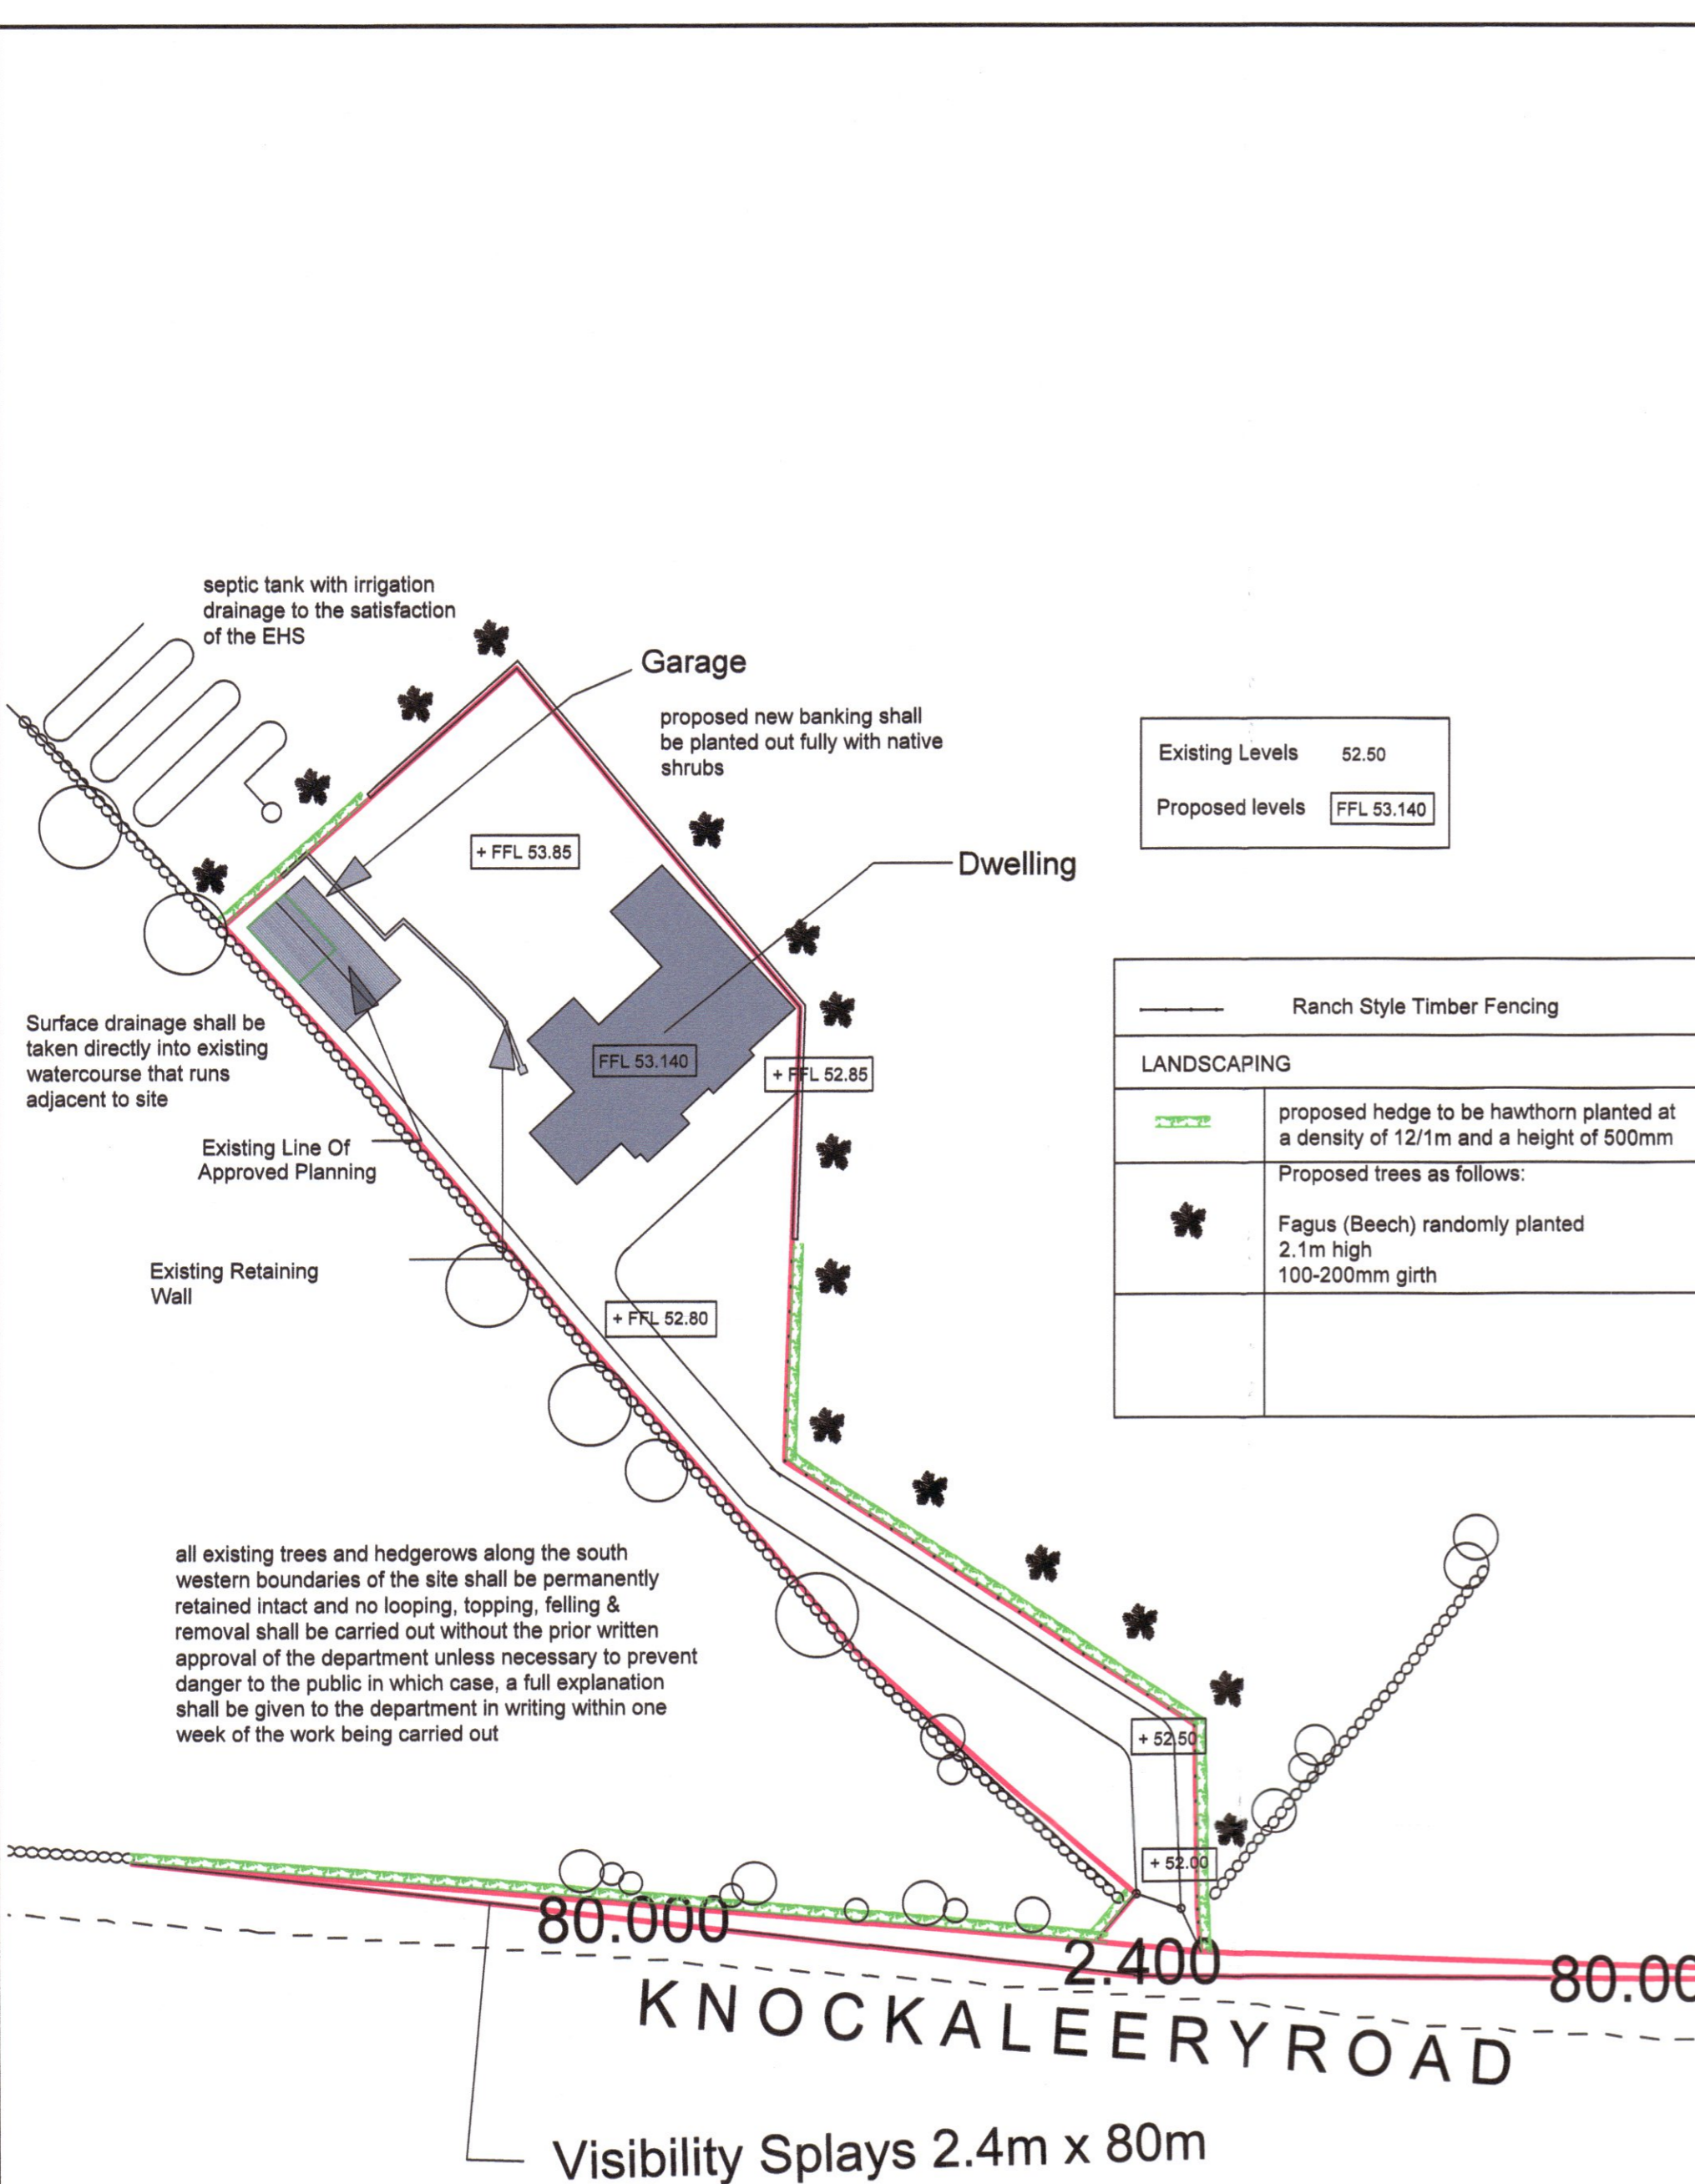 septic tank with irrigation
drainage to the satisfaction
of the EHS
Garage
proposed new banking shall
be planted out fully with native
shrubs
Existing Levels 52.50
Proposed levels FFL 53.140
+ FFL 53.85
Dwelling
Ranch Style Timber Fencing
LANDSCAPING
proposed hedge to be hawthorn planted at
a density of 12/1m and a height of 500mm
Proposed trees as follows:
Fagus (Beech) randomly planted
2.1m high
100-200mm girth
Surface drainage shall be
taken directly into existing
watercourse that runs
adjacent to site
FFL 53.140
+ FFL 52.85
Existing Line Of
Approved Planning
Existing Retaining
Wall
+ FFL 52.80
all existing trees and hedgerows along the south
western boundaries of the site shall be permanently
retained intact and no looping, topping, felling &
removal shall be carried out without the prior written
approval of the department unless necessary to prevent
danger to the public in which case, a full explanation
shall be given to the department in writing within one
week of the work being carried out
+ 52.50
+ 52.00
80.000
2.400
80.00
KNOCKALEERYROAD
Visibility Splays 2.4m x 80m